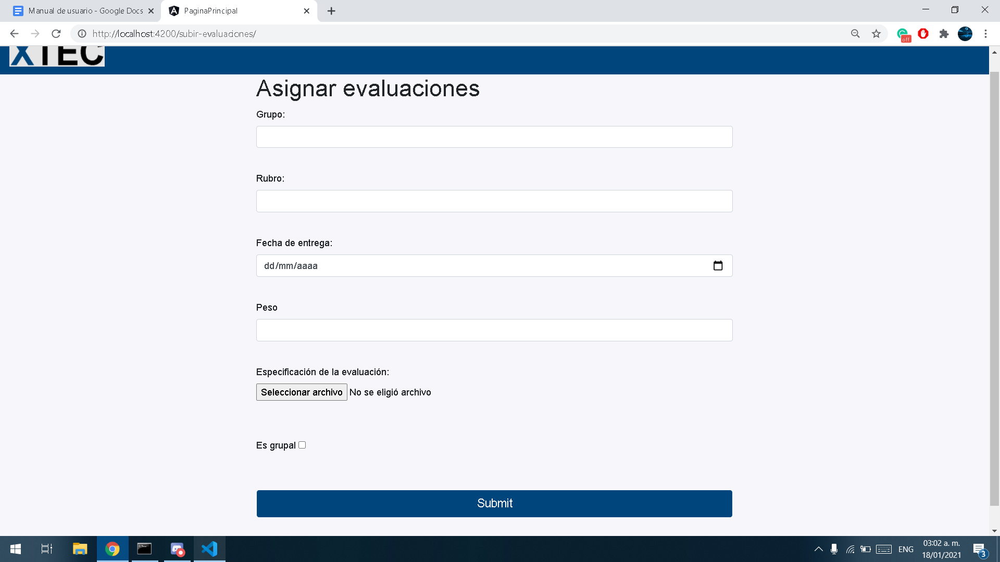 Manual de usuario - Google Docs
PaginaPrincipal
http://localhost:4200/subir-evaluaciones/
off
XTEC
Asignar evaluaciones
Grupo:
Rubro:
Fecha de entrega:
dd/mm/aaaa
Peso
Especificación de la evaluación:
Seleccionar archivo No se eligió archivo
Es grupal
Submit
ENG
03:02 a. m.
18/01/2021
3